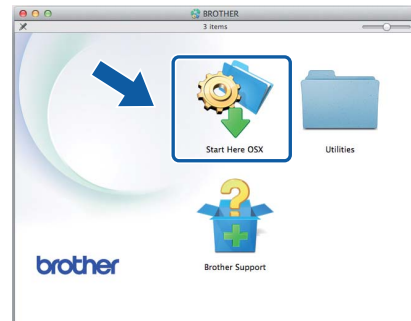 BROTHER
3 items
Start Here OSX
Utilities
Brother Support
brother